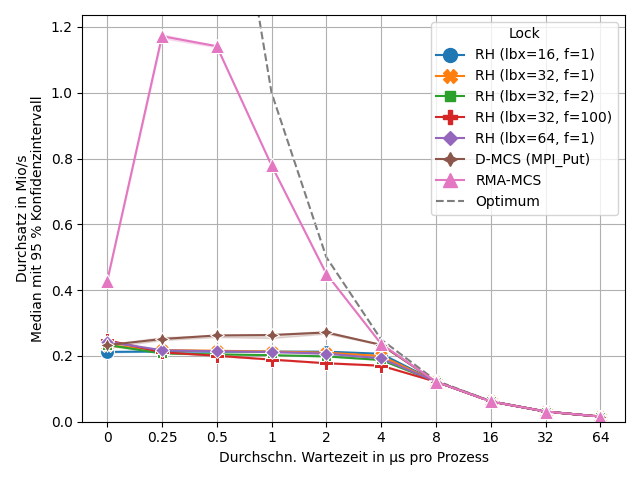 Lock
RH (lbx=16, f=1)
RH (lbx=32, f=1)
RH (lbx=32, f=2)
RH (lbx=32, f=100)
RH (lbx=64, f=1)
D-MCS (MPI_Put)
RMA-MCS
Optimum
Durchsatz in Mio/s
Median mit 95 % Konfidenzintervall
1.2
1.0
0.8
0.6
0.4
0.2
0.0
0 0.25 0.5 1 2 4 8 16 32 64
Durchschn. Wartezeit in µs pro Prozess